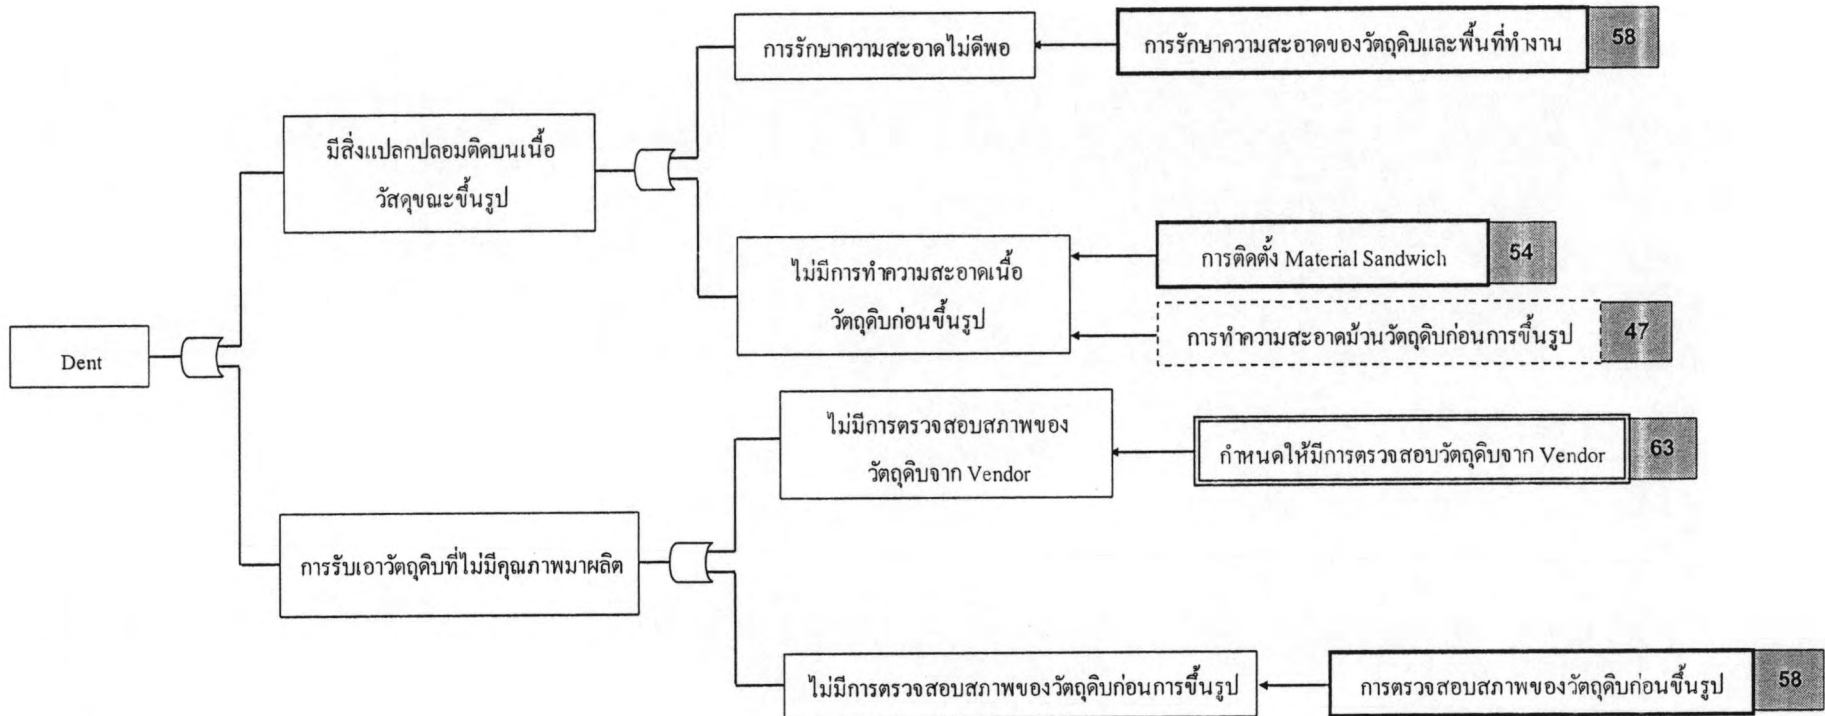 การรักษาความสะอาดไม่ดีพอ
การรักษาความสะอาดของวัตถุดิบและพื้นที่ทำงาน
58
มีสิ่งแปลกปลอมติดบนเนื้อ
วัสดุขณะขึ้นรูป
ไม่มีการทำความสะอาดเนื้อ
วัตถุดิบก่อนขึ้นรูป
การติดตั้ง Material Sandwich
54
การทำความสะอาดม้วนวัตถุดิบก่อนการขึ้นรูป
47
Dent
ไม่มีการตรวจสอบสภาพของ
วัตถุดิบจาก Vendor
กำหนดให้มีการตรวจสอบวัตถุดิบจาก Vendor
63
การรับเอาวัตถุดิบที่ไม่มีคุณภาพมาผลิต
ไม่มีการตรวจสอบสภาพของวัตถุดิบก่อนการขึ้นรูป
การตรวจสอบสภาพของวัตถุดิบก่อนขึ้นรูป
58